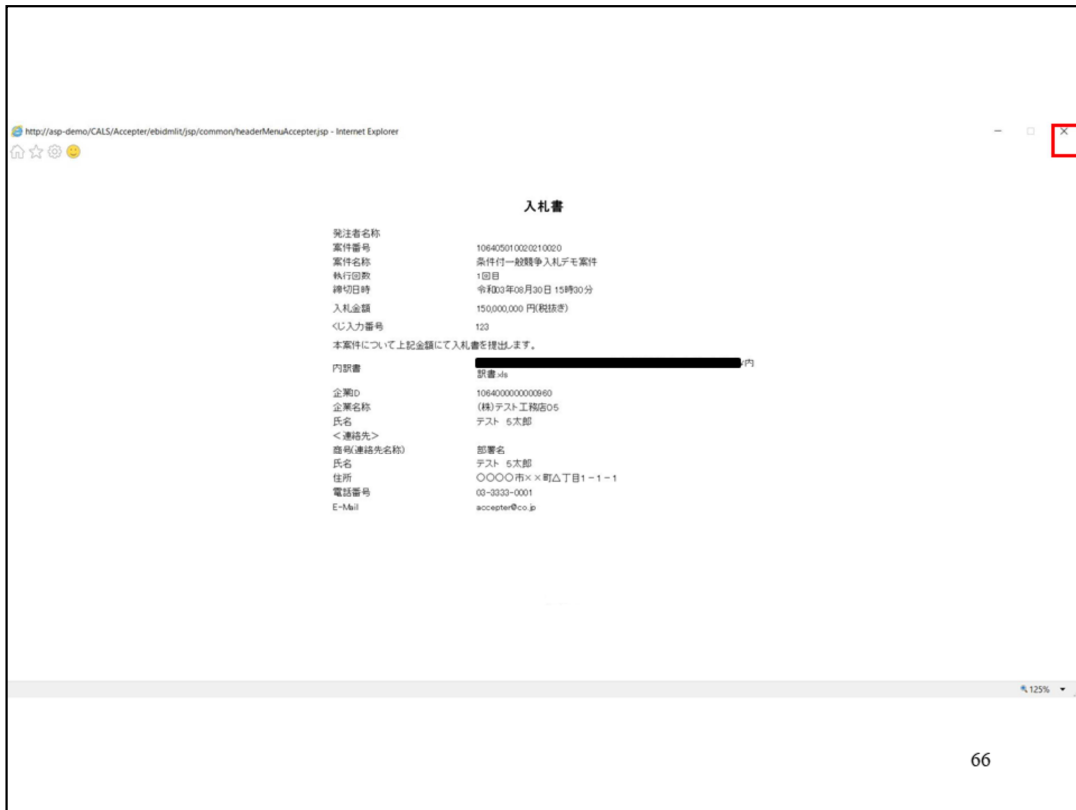 http://asp-demo/CALS/Accepter/ebidmlit/jsp/common/headerMenuAccepter.jsp - Internet Explorer
入札書
発注者名称
案件番号 106405010020210020
案件名称 条件付一般競争入札デモ案件
執行回数 1回目
締切日時 令和03年08月30日 15時30分
入札金額 150,000,000 円(税抜き)
くじ入力番号 123
本案件について上記金額にて入札書を提出します。
内訳書 /内
訳書.xls
企業ID 1064000000000960
企業名称 (株)テスト工務店05
氏名 テスト 5太郎
<連絡先>
商号(連絡先名称) 部署名
氏名 テスト 5太郎
住所 〇〇〇〇市××町△丁目1-1-1
電話番号 03-3333-0001
E-Mail accepter@co.jp
125%
66